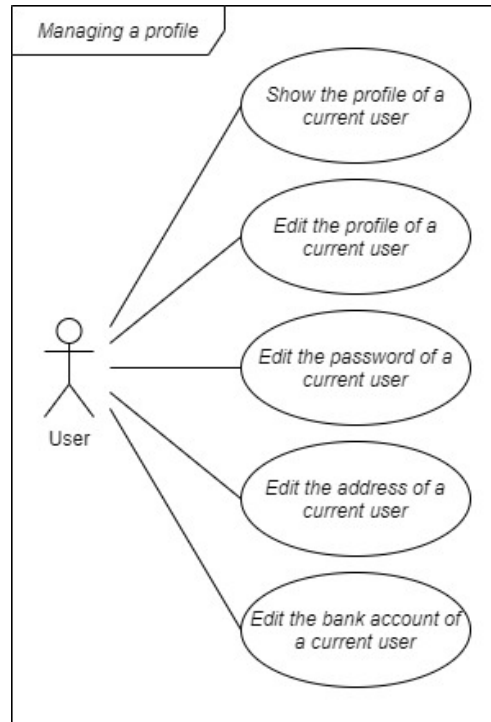 Managing a profile
Show the profile of a
current user
Edit the profile of a
current user
Edit the password of a
current user
User
Edit the address of a
current user
Edit the bank account of
a current user